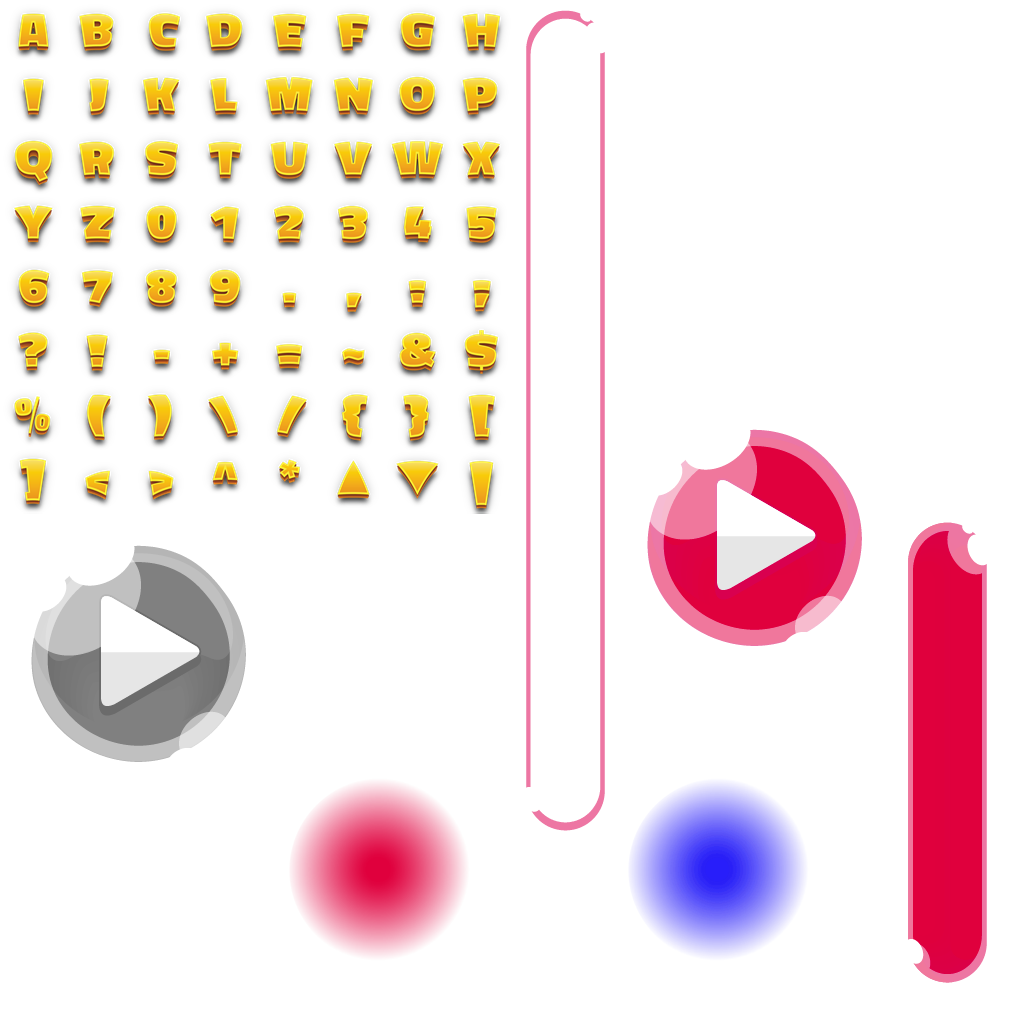 A B C D E F G H
I J K L M N O P
Q R S T U V W X
Y Z 0 1 2 3 4 5
6 7 8 9 . , : ;
? ! - + = ~ & $
% ( ) \ / { } [
] < > ^ * ▲ ▼ |